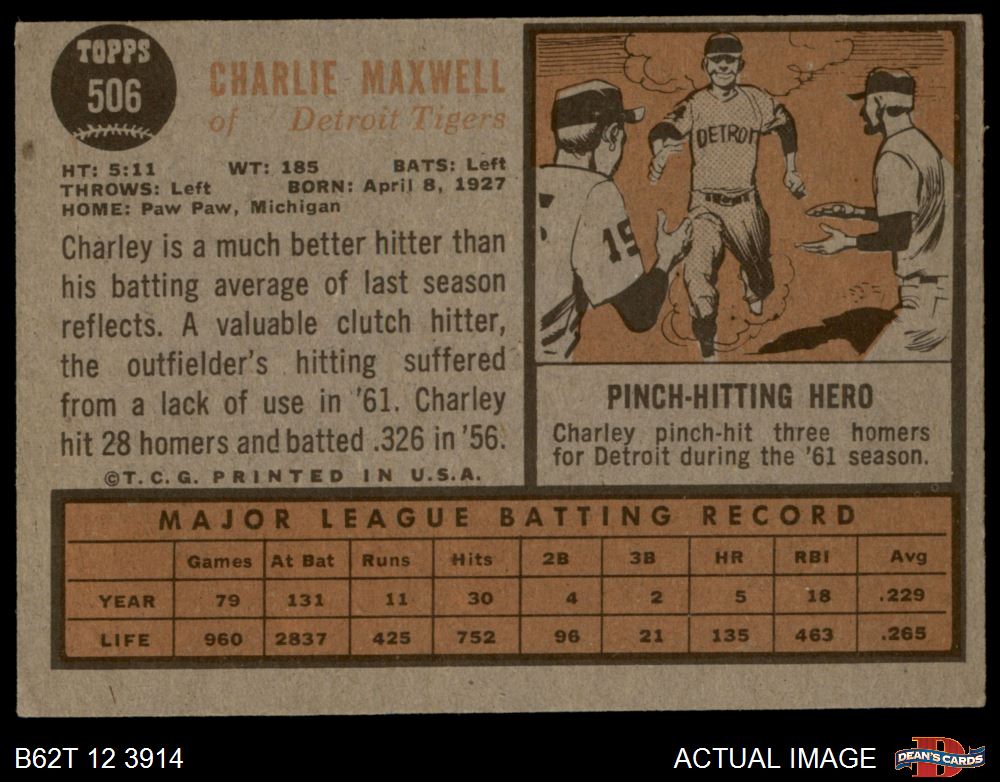 TOPPS
506
CHARLIE MAXWELL
of Detroit Tigers
HT: 5:11 WT: 185 BATS: Left
THROWS: Left BORN: April 8, 1927
HOME: Paw Paw, Michigan
Charley is a much better hitter than
his batting average of last season
reflects. A valuable clutch hitter,
the outfielder's hitting suffered
from a lack of use in '61. Charley
hit 28 homers and batted .326 in '56.
©T.C.G. PRINTED IN U.S.A.
DETROIT
15
PINCH-HITTING HERO
Charley pinch-hit three homers
for Detroit during the '61 season.
MAJOR LEAGUE BATTING RECORD
Games At Bat Runs Hits 2B 3B HR RBI Avg
YEAR 79 131 11 30 4 2 5 18 .229
LIFE 960 2837 425 752 96 21 135 463 .265
B62T 12 3914
ACTUAL IMAGE
D
DEAN'S CARDS